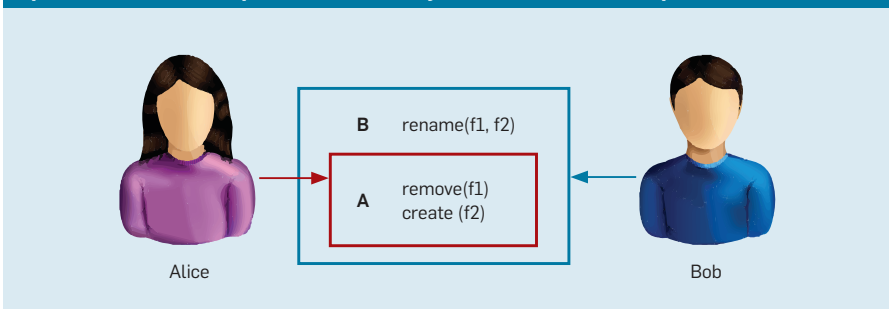 B rename(f1, f2)
remove(f1)
A
create (f2)
Alice
Bob